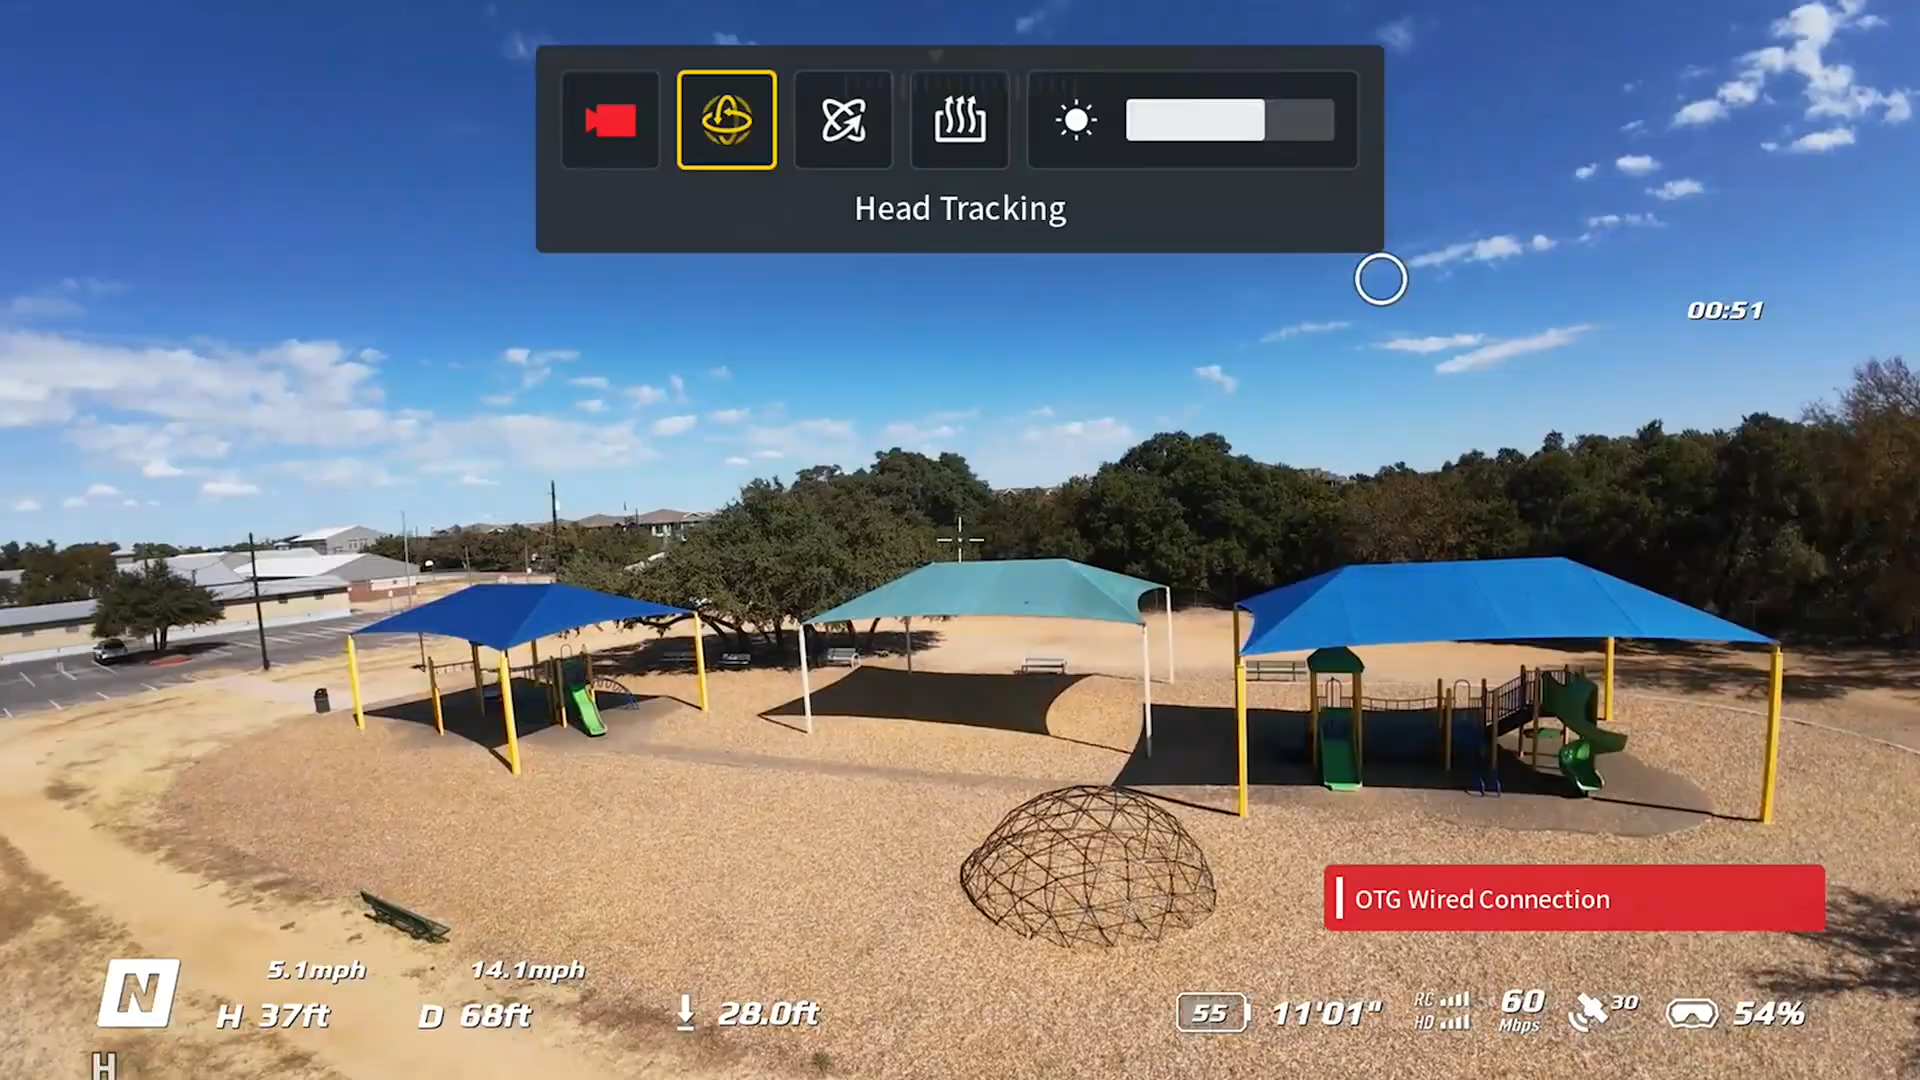 Head Tracking
00:51
OTG Wired Connection
5.1mph 14.1mph
N H 37ft D 68ft 28.0ft 55 11'01" RC HD 60 Mbps 30 54%
H